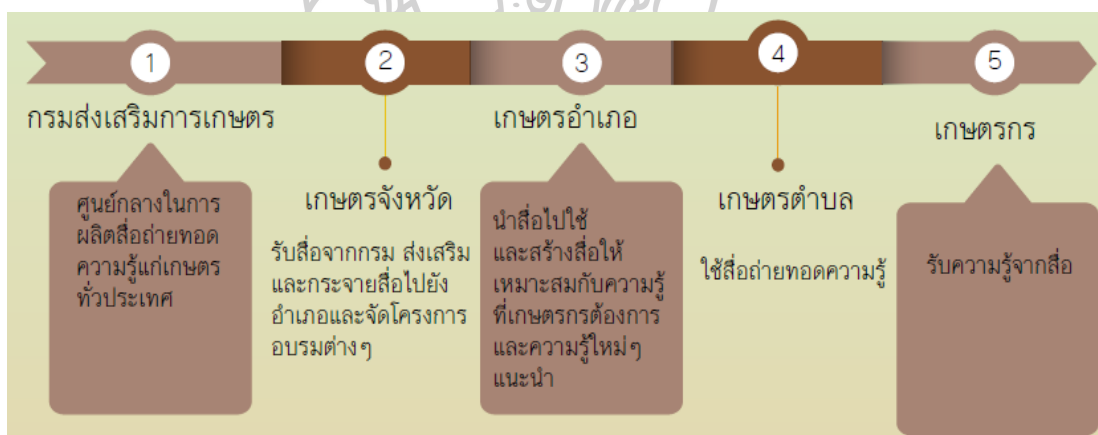 1
กรมส่งเสริมการเกษตร
ศูนย์กลางในการ
ผลิตสื่อถ่ายทอด
ความรู้แก่เกษตร
ทั่วประเทศ
2
เกษตรจังหวัด
รับสื่อจากกรม ส่งเสริม
และกระจายสื่อไปยัง
อำเภอและจัดโครงการ
อบรมต่างๆ
3
เกษตรอำเภอ
นำสื่อไปใช้
และสร้างสื่อให้
เหมาะสมกับความรู้
ที่เกษตรกรต้องการ
และความรู้ใหม่ๆ
แนะนำ
4
เกษตรตำบล
ใช้สื่อถ่ายทอดความรู้
5
เกษตรกร
รับความรู้จากสื่อ